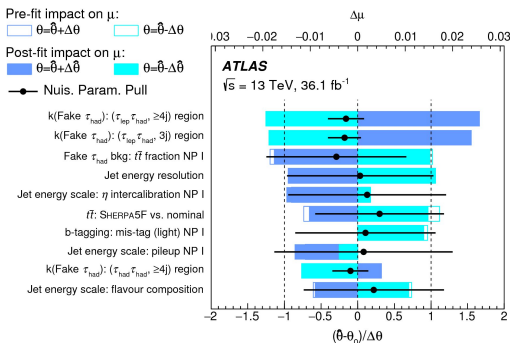 Pre-fit impact on μ:
θ=θ̂+Δθ θ=θ̂-Δθ
Post-fit impact on μ:
θ=θ̂+Δθ̂ θ=θ̂-Δθ̂
Nuis. Param. Pull
Δμ
0.03 −0.02 −0.01 0 0.01 0.02 0.03
ATLAS
√s = 13 TeV, 36.1 fb⁻¹
k(Fake τhad): (τlepτhad, ≥4j) region
k(Fake τhad): (τlepτhad, 3j) region
Fake τhad bkg: tt̄ fraction NP I
Jet energy resolution
Jet energy scale: η intercalibration NP I
tt̄: SHERPA5F vs. nominal
b-tagging: mis-tag (light) NP I
Jet energy scale: pileup NP I
k(Fake τhad): (τhadτhad, ≥4j) region
Jet energy scale: flavour composition
−2 −1.5 −1 −0.5 0 0.5 1 1.5 2
(θ̂-θ₀)/Δθ